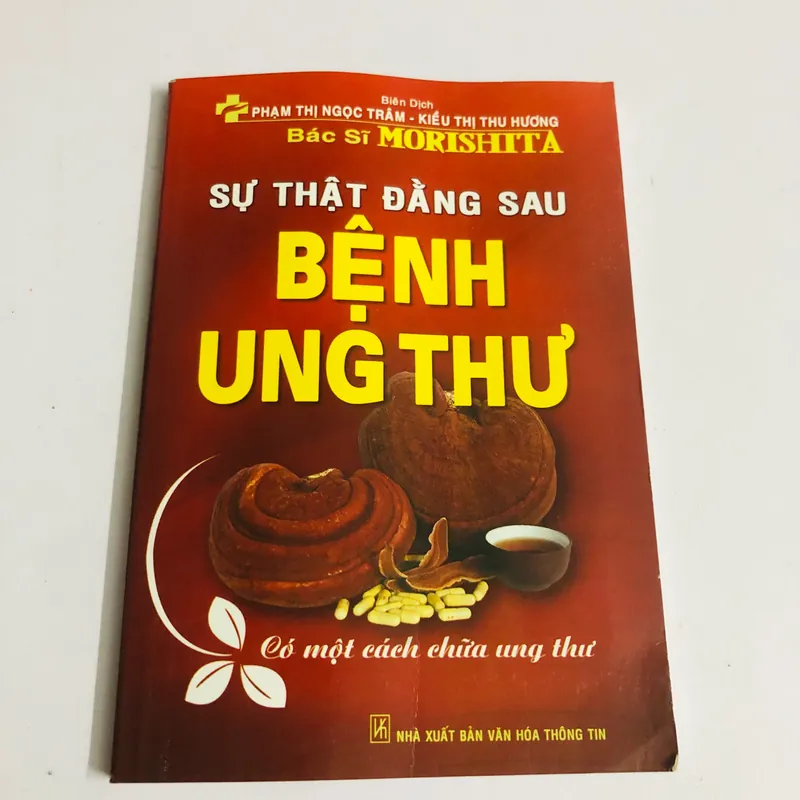 Biên Dịch
PHẠM THỊ NGỌC TRÂM - KIỀU THỊ THU HƯƠNG
Bác Sĩ MORISHITA
SỰ THẬT ĐẰNG SAU
BỆNH
UNG THƯ
Có một cách chữa ung thư
NHÀ XUẤT BẢN VĂN HÓA THÔNG TIN